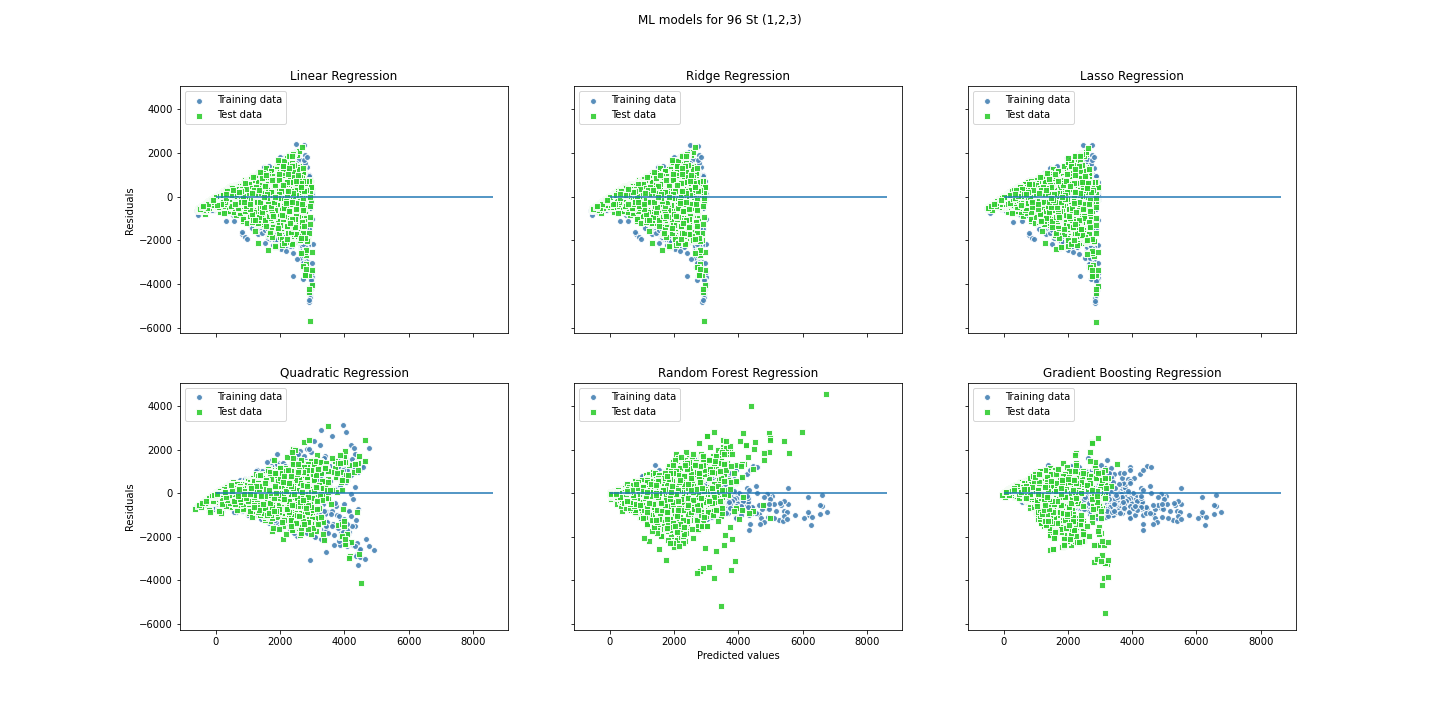 ML models for 96 St (1,2,3)
Linear Regression
Ridge Regression
Lasso Regression
Training data
Test data
Training data
Test data
Training data
Test data
4000
2000
0
−2000
−4000
−6000
Residuals
Quadratic Regression
Random Forest Regression
Gradient Boosting Regression
Training data
Test data
Training data
Test data
Training data
Test data
4000
2000
0
−2000
−4000
−6000
Residuals
0 2000 4000 6000 8000
0 2000 4000 6000 8000
0 2000 4000 6000 8000
Predicted values